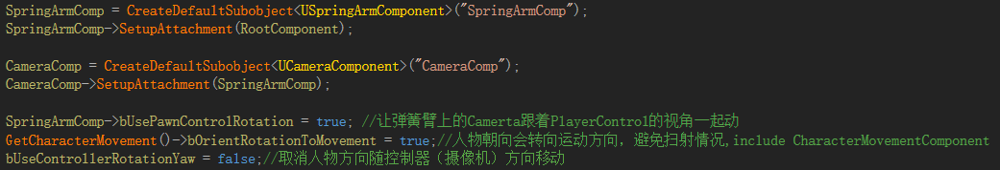 SpringArmComp = CreateDefaultSubobject<USpringArmComponent>("SpringArmComp");
SpringArmComp->SetupAttachment(RootComponent);
CameraComp = CreateDefaultSubobject<UCameraComponent>("CameraComp");
CameraComp->SetupAttachment(SpringArmComp);
SpringArmComp->bUsePawnControlRotation = true; //让弹簧臂上的Camerta跟着PlayerControl的视角一起动
GetCharacterMovement()->bOrientRotationToMovement = true;//人物朝向会转向运动方向，避免扫射情况,include CharacterMovementComponent
bUseControllerRotationYaw = false;//取消人物方向随控制器（摄像机）方向移动